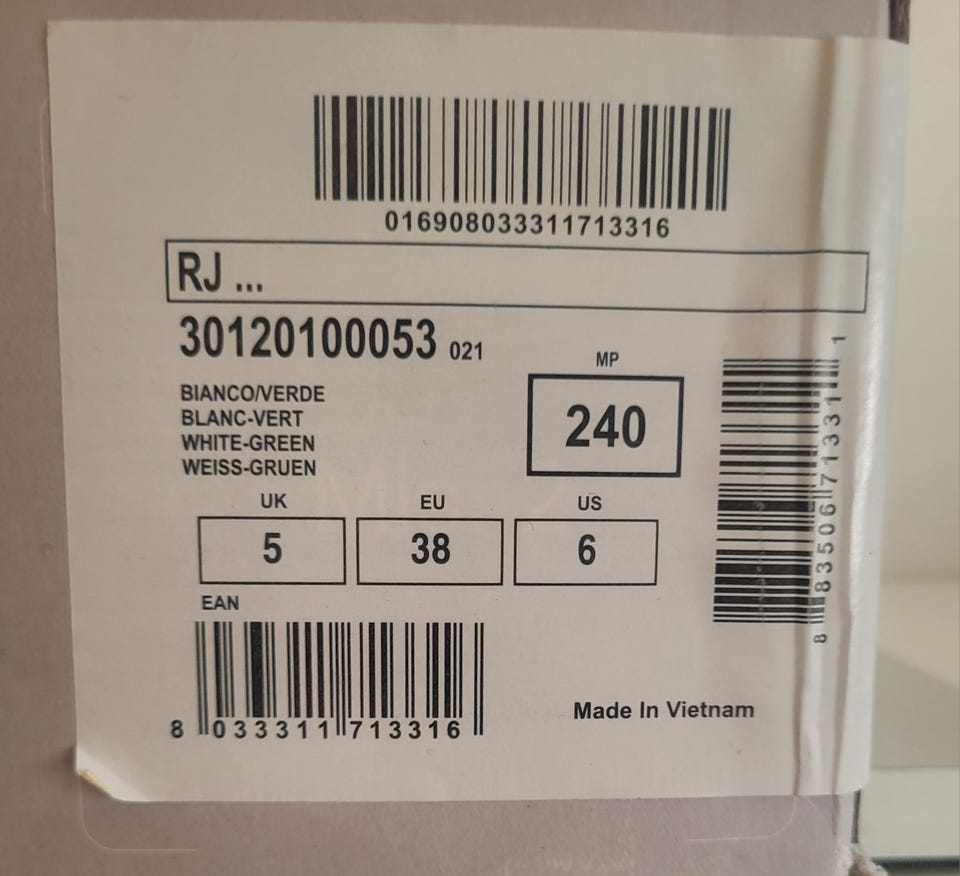 016908033311713316
RJ ...
30120100053 021
BIANCO/VERDE
BLANC-VERT
WHITE-GREEN
WEISS-GRUEN
MP
240
UK
EU
US
5
38
6
EAN
8 033311 713316
8 83506 71331 1
Made In Vietnam